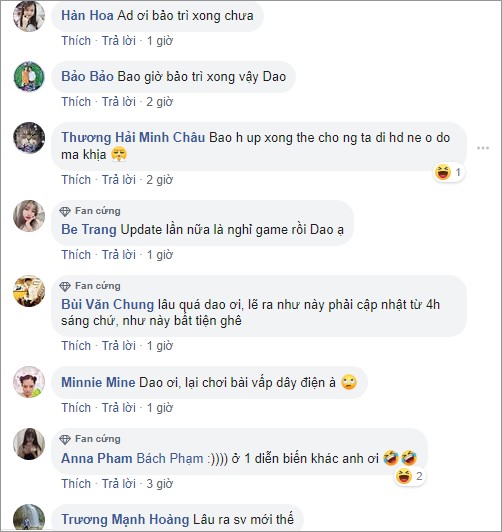 Hàn Hoa Ad ơi bảo trì xong chưa
Thích · Trả lời · 1 giờ
Bảo Bảo Bao giờ bảo trì xong vậy Dao
Thích · Trả lời · 2 giờ
Thương Hải Minh Châu Bao h up xong the cho ng ta di hd ne o do
ma khịa 😤
😆 1
Thích · Trả lời · 2 giờ
Fan cứng
Be Trang Update lần nữa là nghỉ game rồi Dao ạ
Thích · Trả lời · 1 giờ
Fan cứng
Bùi Văn Chung lâu quá dao ơi, lẽ ra như này phải cập nhật từ 4h
sáng chứ, như này bất tiện ghê
Thích · Trả lời · 1 giờ
Minnie Mine Dao ơi, lại chơi bài vấp dây điện à 🙄
Thích · Trả lời · 1 giờ
Fan cứng
Anna Pham Bách Phạm :)))) ở 1 diễn biến khác anh ơi 🤣🤣
😆 2
Thích · Trả lời · 3 giờ
Trương Mạnh Hoàng Lâu ra sv mới thế